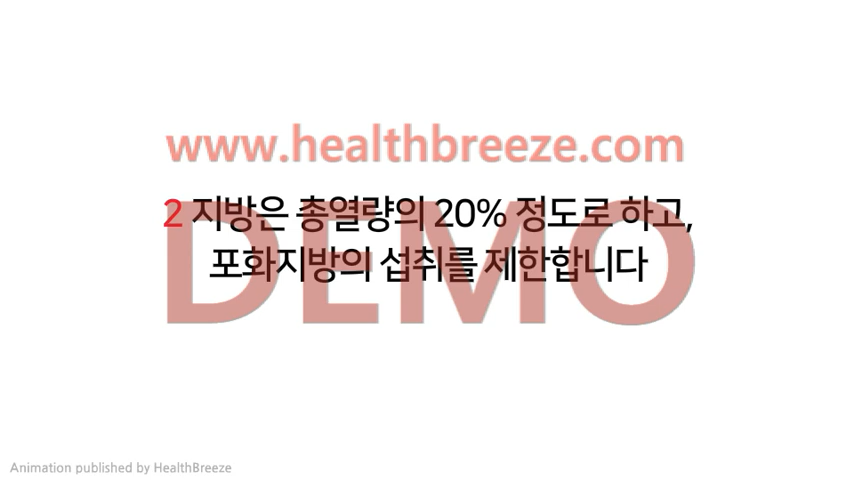 www.healthbreeze.com
2 지방은 총열량의 20% 정도로 하고,
포화지방의 섭취를 제한합니다
DEMO
Animation published by HealthBreeze